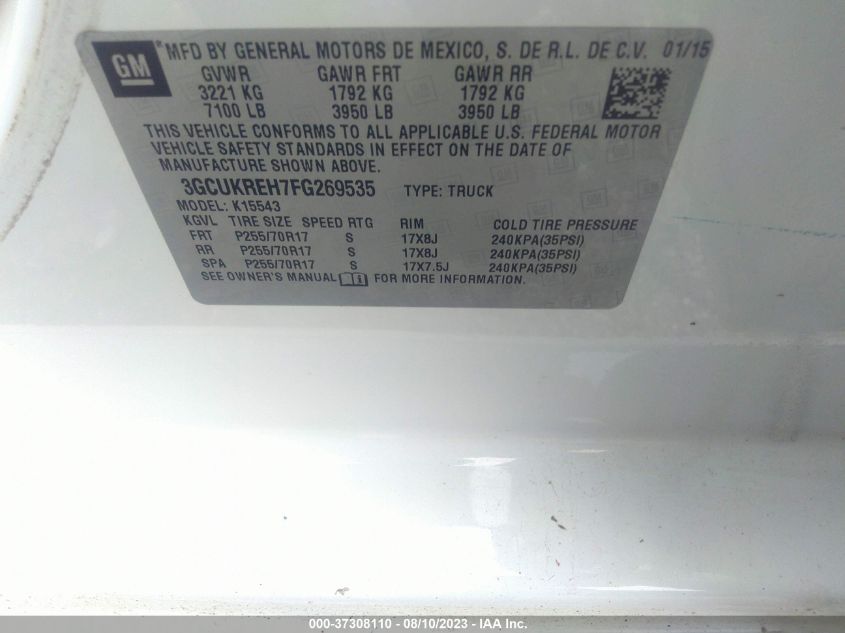 GM ® MFD BY GENERAL MOTORS DE MEXICO, S. DE R.L. DE C.V. 01/15
GVWR GAWR FRT GAWR RR
3221 KG 1792 KG 1792 KG
7100 LB 3950 LB 3950 LB
THIS VEHICLE CONFORMS TO ALL APPLICABLE U.S. FEDERAL MOTOR
VEHICLE SAFETY STANDARDS IN EFFECT ON THE DATE OF
MANUFACTURE SHOWN ABOVE.
3GCUKREH7FG269535 TYPE: TRUCK
MODEL: K15543
KGVL TIRE SIZE SPEED RTG RIM COLD TIRE PRESSURE
FRT P255/70R17 S 17X8J 240KPA(35PSI)
RR P255/70R17 S 17X8J 240KPA(35PSI)
SPA P255/70R17 S 17X7.5J 240KPA(35PSI)
SEE OWNER'S MANUAL FOR MORE INFORMATION.
000-37308110 - 08/10/2023 - IAA Inc.